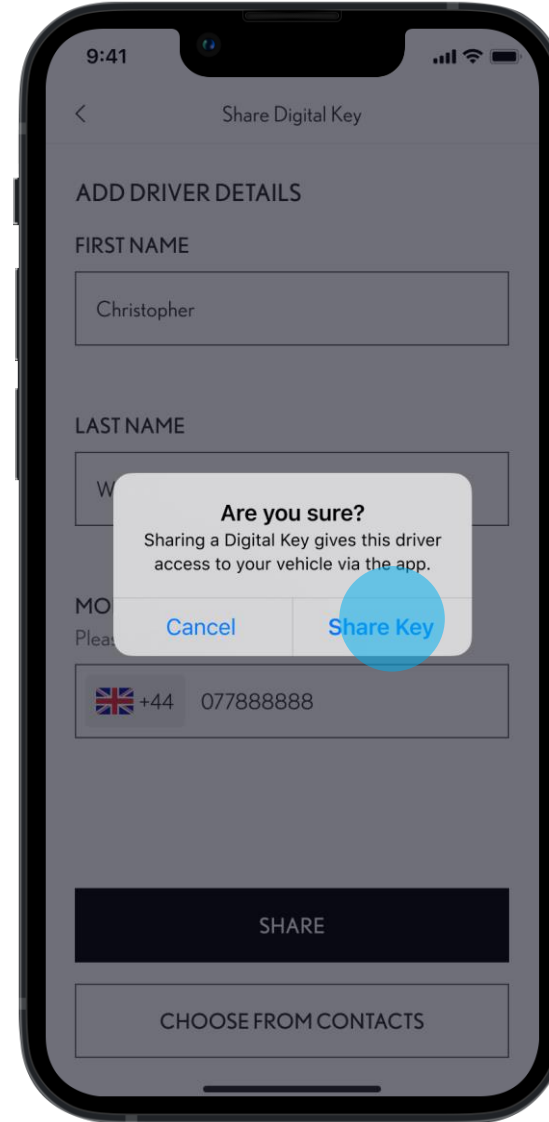 9:41
Share Digital Key
ADD DRIVER DETAILS
FIRST NAME
Christopher
LAST NAME
Are you sure?
Sharing a Digital Key gives this driver
access to your vehicle via the app.
Cancel Share Key
+44 077888888
SHARE
CHOOSE FROM CONTACTS